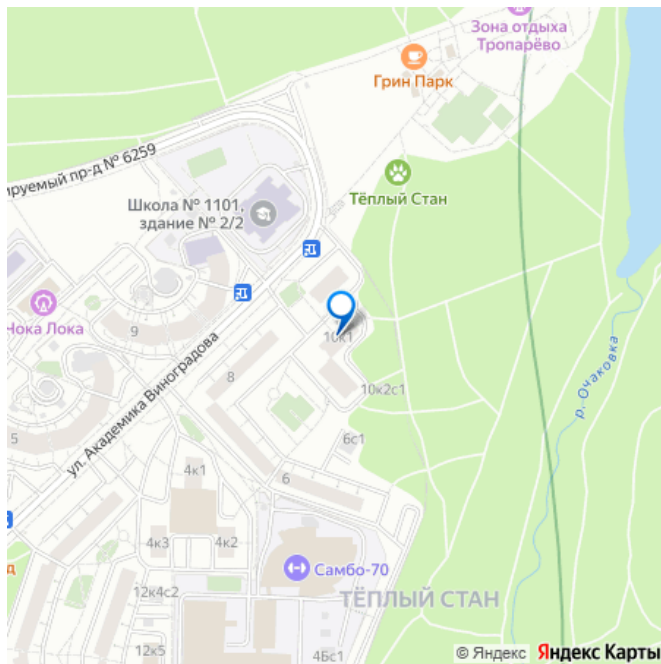 Зона отдыха
Тропарёво
Грин Парк
ируемый пр-д № 6259
Тёплый Стан
Школа № 1101,
здание № 2/2
Нока Лока
9
10к1
ул. Академика Виноградова
8
10к2с1
р. Очаковка
5
6с1
4к1
6
4к3
4к2
Самбо-70
д
12к4с2
ТЁПЛЫЙ СТАН
12к5
4Бс1
© Яндекс Яндекс Карты